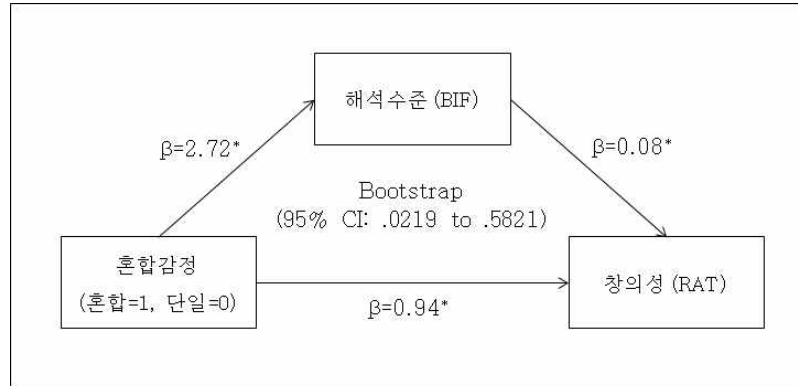 해석수준(BIF)
β=2.72*
β=0.08*
Bootstrap
(95% CI: .0219 to .5821)
혼합감정
(혼합=1, 단일=0)
창의성(RAT)
β=0.94*